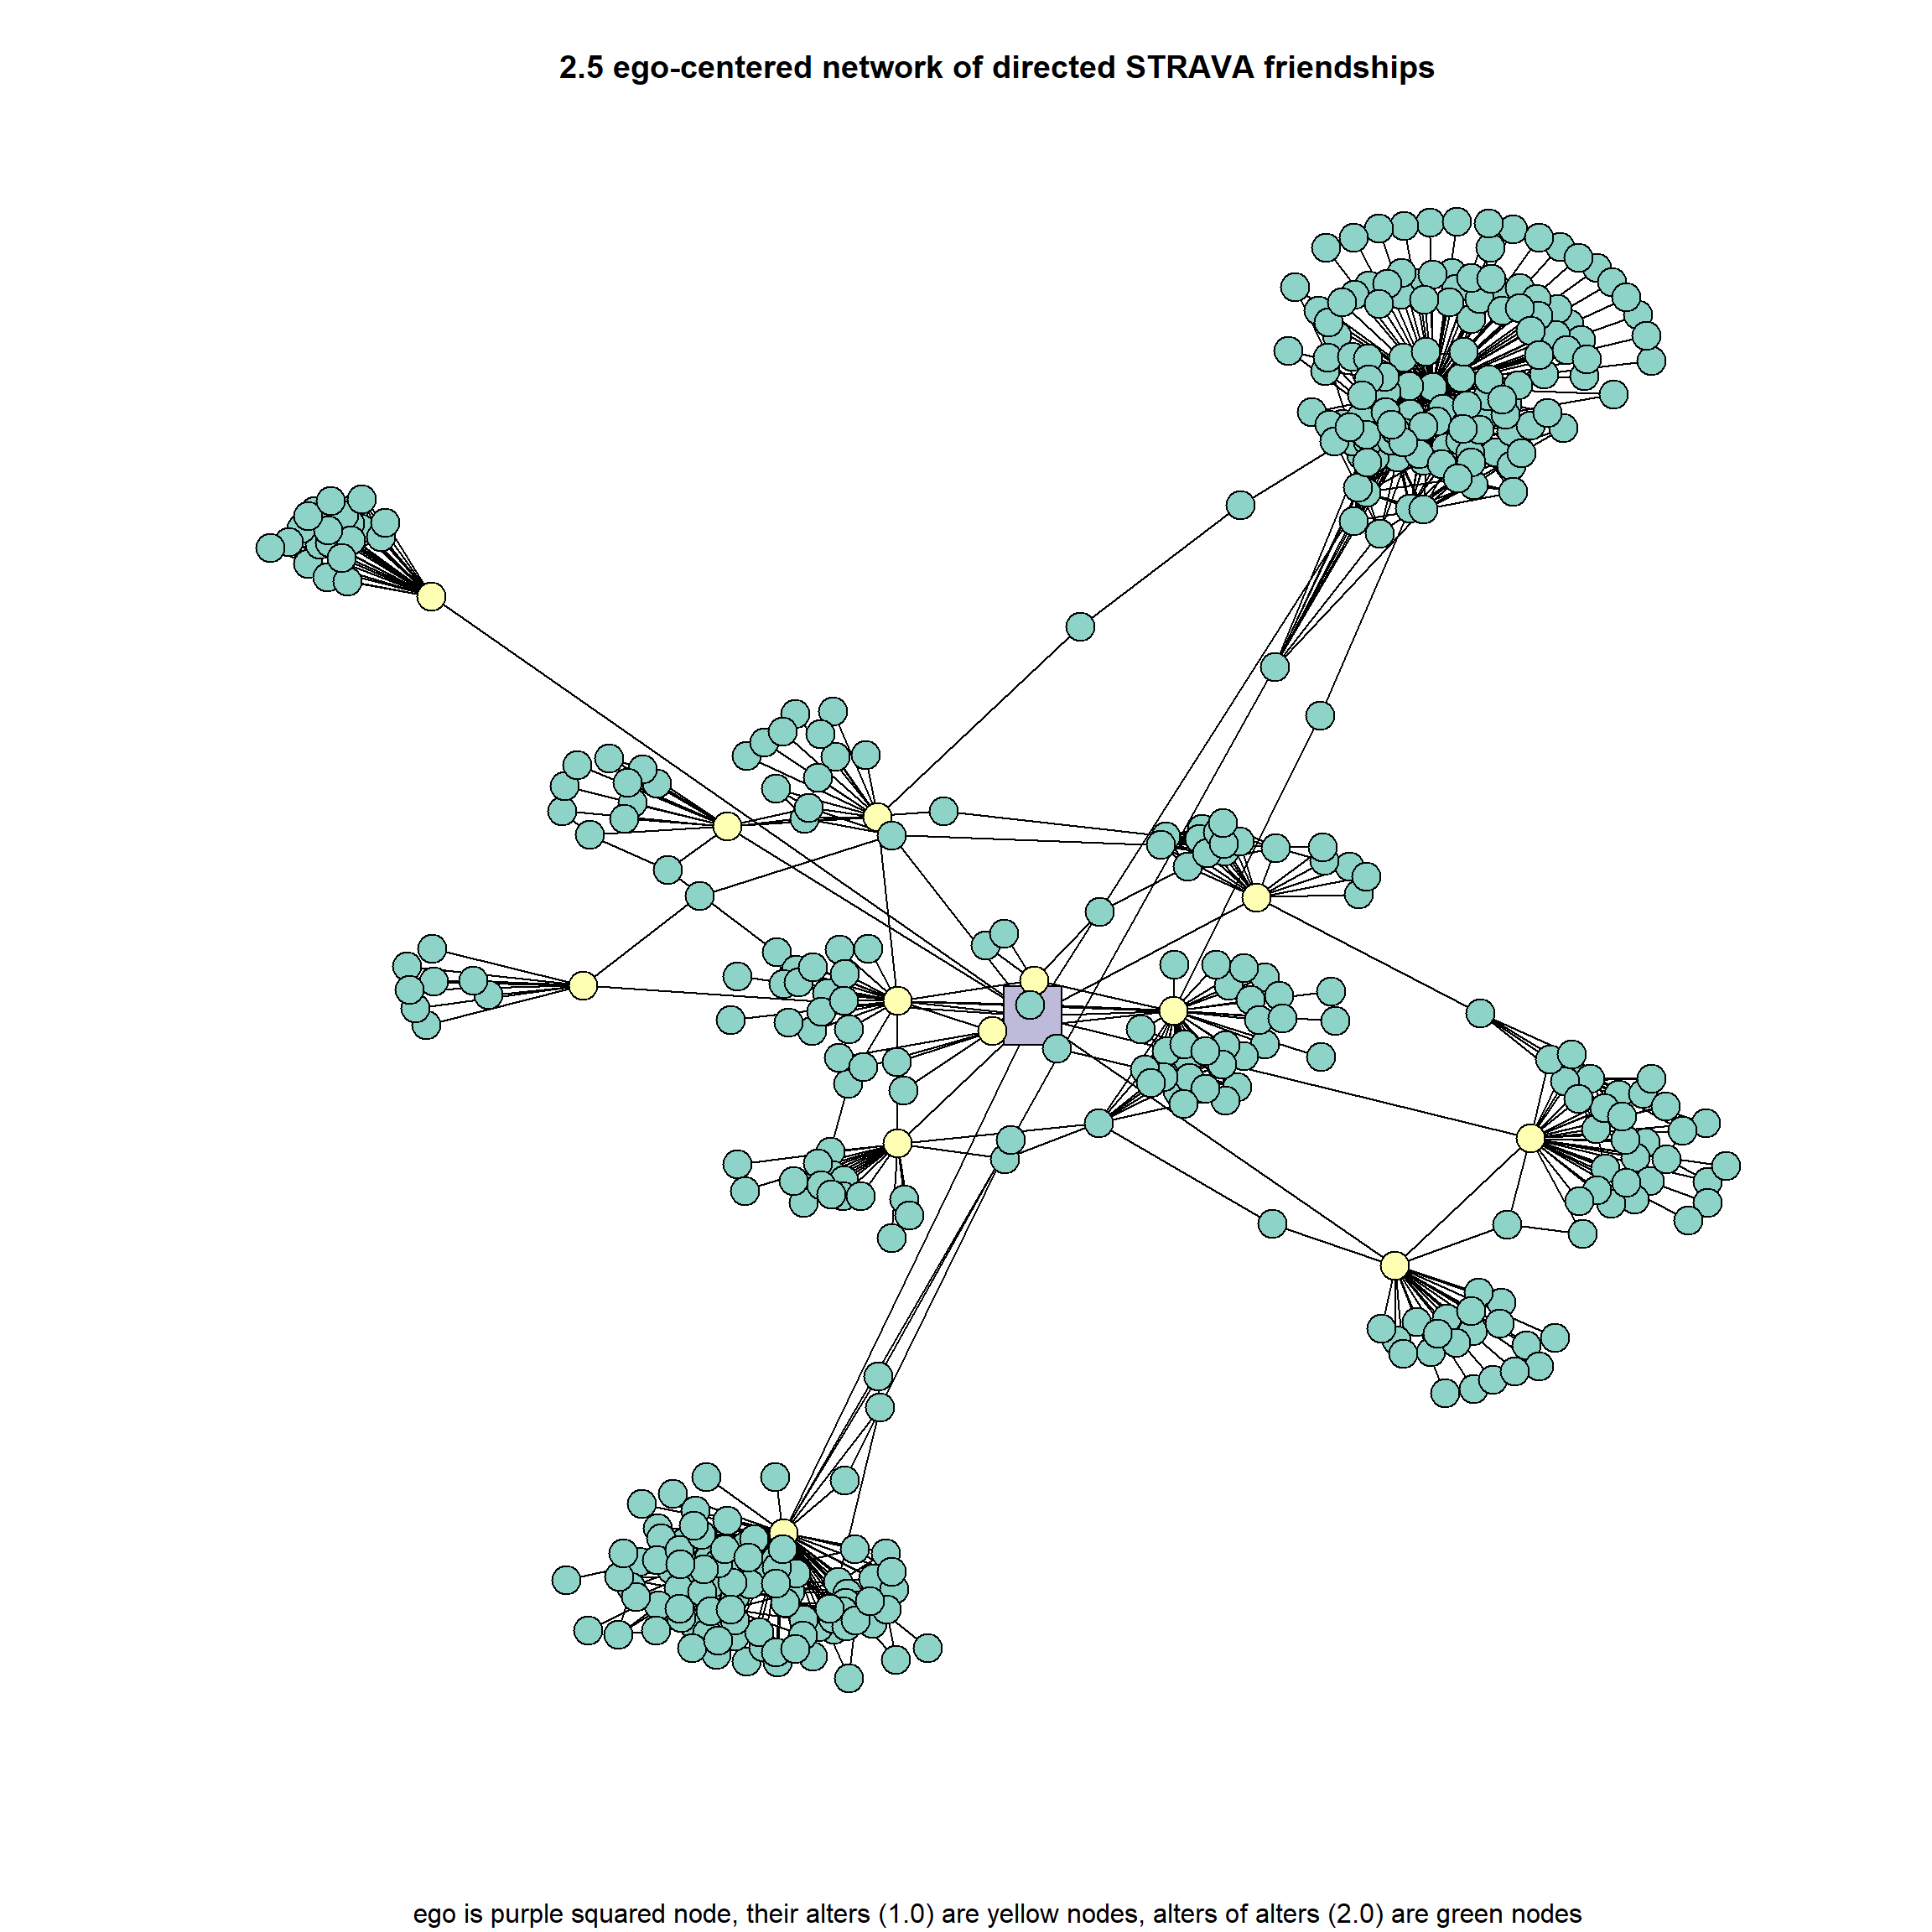 2.5 ego-centered network of directed STRAVA friendships
ego is purple squared node, their alters (1.0) are yellow nodes, alters of alters (2.0) are green nodes